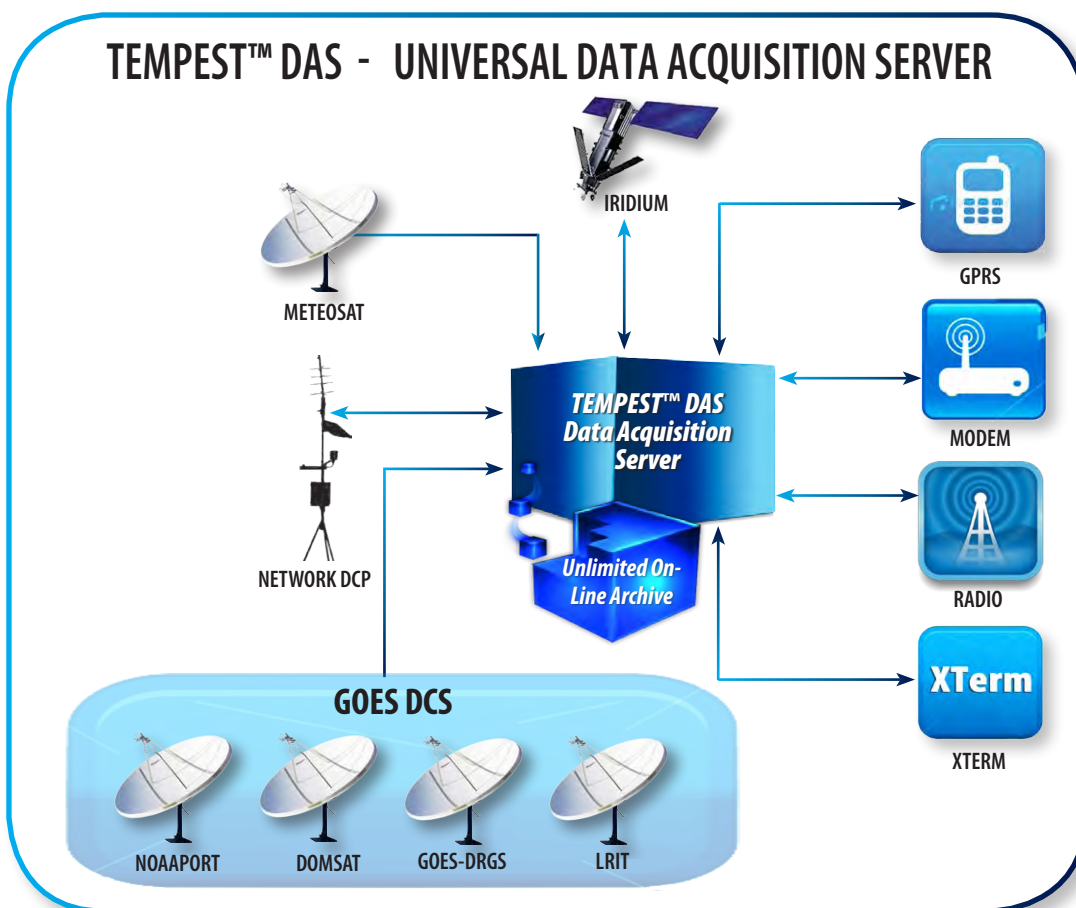 TEMPEST™ DAS - UNIVERSAL DATA ACQUISITION SERVER
IRIDIUM
METEOSAT
GPRS
TEMPEST™ DAS
Data Acquisition
Server
MODEM
Unlimited On-
Line Archive
NETWORK DCP
RADIO
XTerm
XTERM
GOES DCS
NOAAPORT
DOMSAT
GOES-DRGS
LRIT